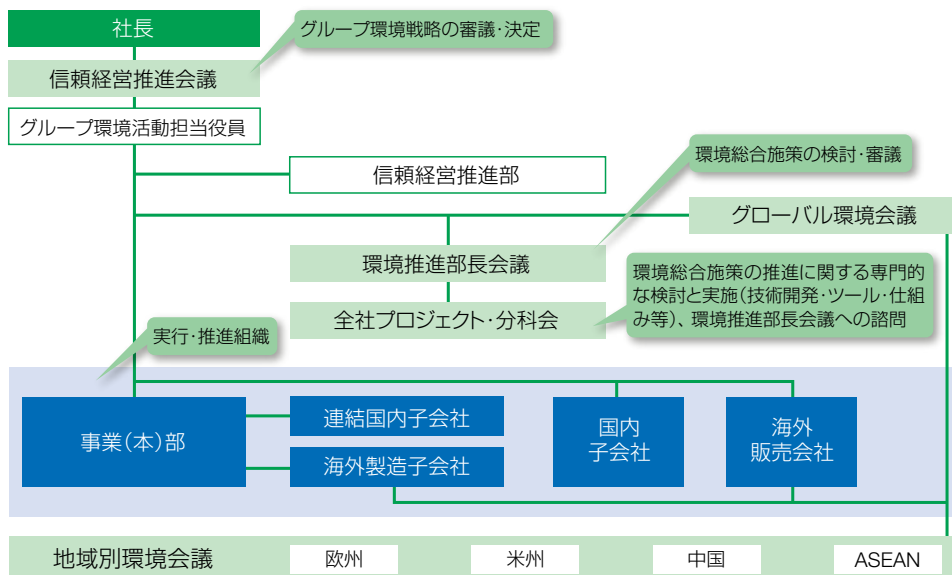 社長
グループ環境戦略の審議・決定
信頼経営推進会議
グループ環境活動担当役員
環境総合施策の検討・審議
信頼経営推進部
グローバル環境会議
環境推進部長会議
環境総合施策の推進に関する専門的
な検討と実施(技術開発・ツール・仕組
み等)、環境推進部長会議への諮問
全社プロジェクト・分科会
実行・推進組織
事業(本)部
連結国内子会社
海外製造子会社
国内
子会社
海外
販売会社
地域別環境会議
欧州
米州
中国
ASEAN